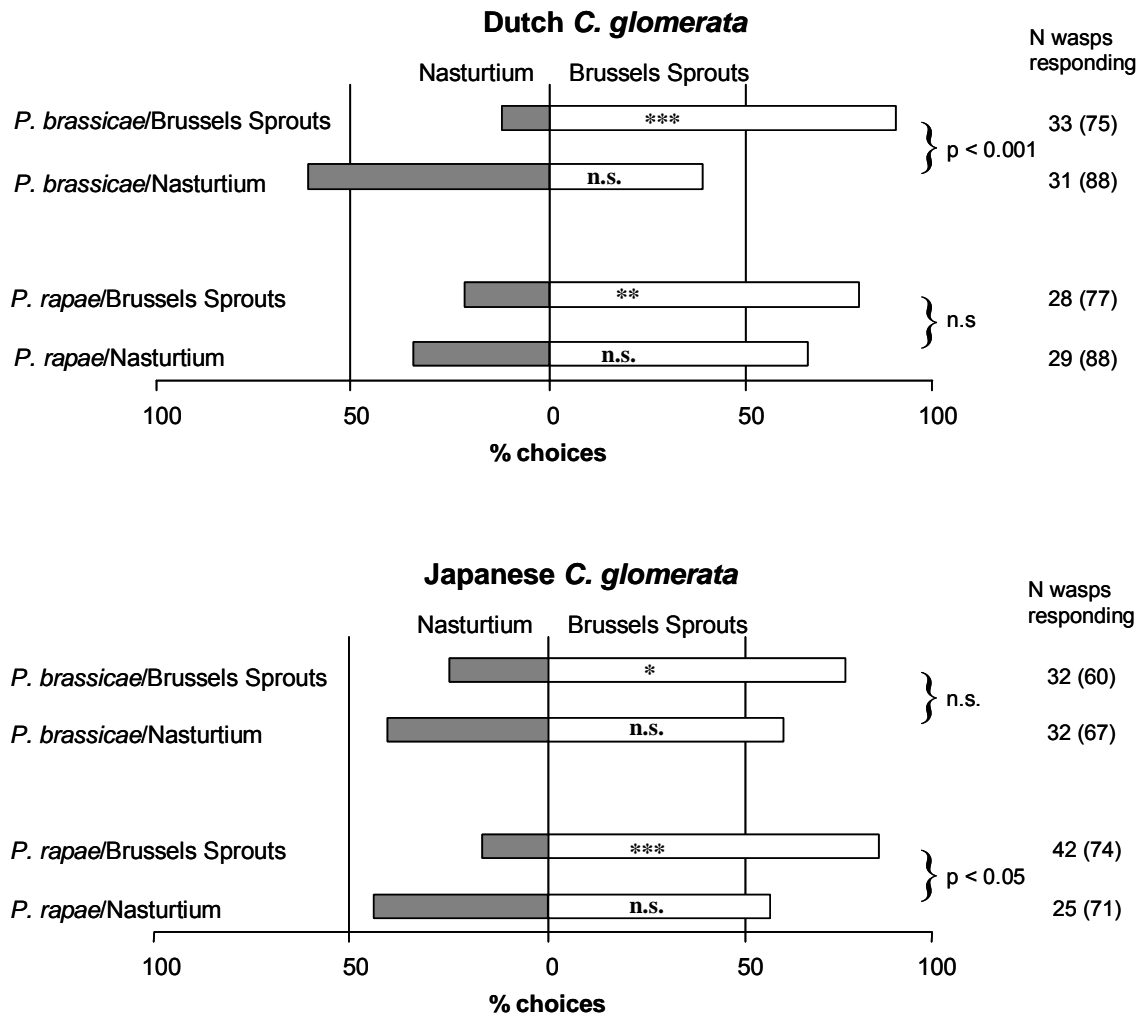 Dutch C. glomerata
N wasps
responding
Nasturtium Brussels Sprouts
P. brassicae/Brussels Sprouts *** 33 (75)
} p < 0.001
P. brassicae/Nasturtium n.s. 31 (88)
P. rapae/Brussels Sprouts ** 28 (77)
} n.s
P. rapae/Nasturtium n.s. 29 (88)
100 50 0 50 100
% choices
Japanese C. glomerata
N wasps
responding
Nasturtium Brussels Sprouts
P. brassicae/Brussels Sprouts * 32 (60)
} n.s.
P. brassicae/Nasturtium n.s. 32 (67)
P. rapae/Brussels Sprouts *** 42 (74)
} p < 0.05
P. rapae/Nasturtium n.s. 25 (71)
100 50 0 50 100
% choices